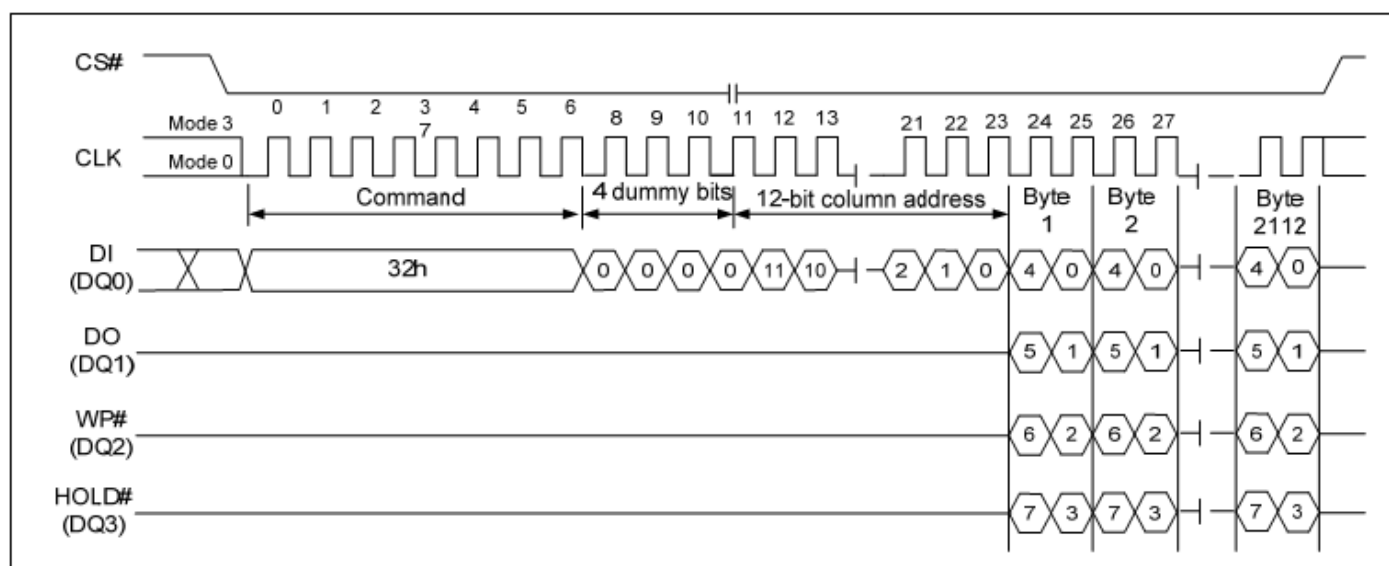 CS#
0 1 2 3 4 5 6 8 9 10 11 12 13 21 22 23 24 25 26 27
7
Mode 3
CLK
Mode 0
Command 4 dummy bits 12-bit column address Byte 1 Byte 2 Byte 2112
DI
(DQ0)
32h 0 0 0 0 11 10 2 1 0 4 0 4 0 4 0
DO
(DQ1)
5 1 5 1 5 1
WP#
(DQ2)
6 2 6 2 6 2
HOLD#
(DQ3)
7 3 7 3 7 3